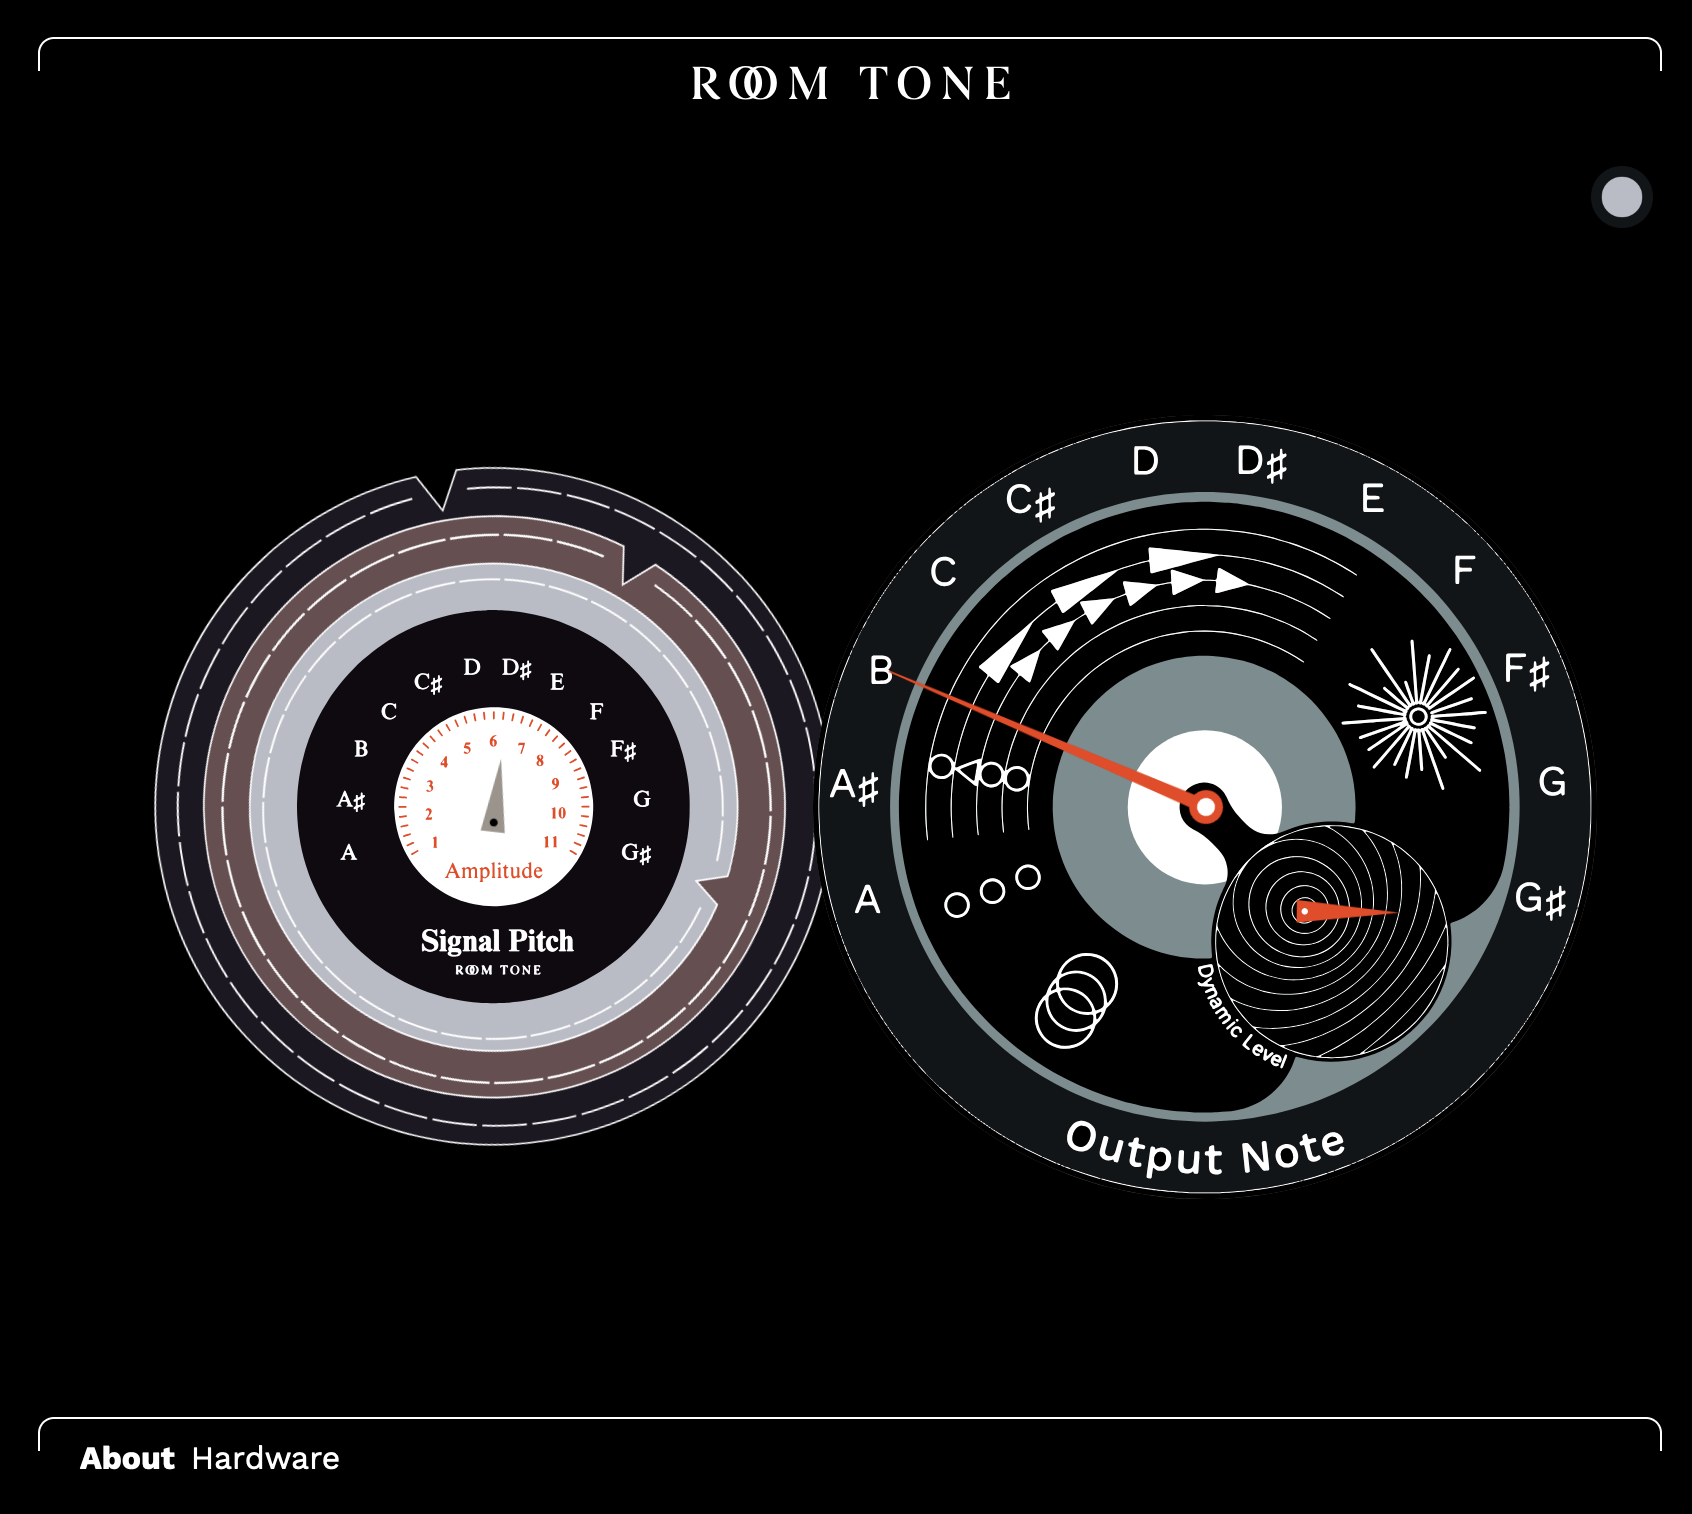 ROOM TONE
C♯ D D♯ E
C F
B F♯
A♯ G
A G♯
1 2 3 4 5 6 7 8 9 10 11
Amplitude
Signal Pitch
ROOM TONE
D D♯
C♯ E
C F
B F♯
A♯ G
A G♯
Dynamic Level
Output Note
About Hardware